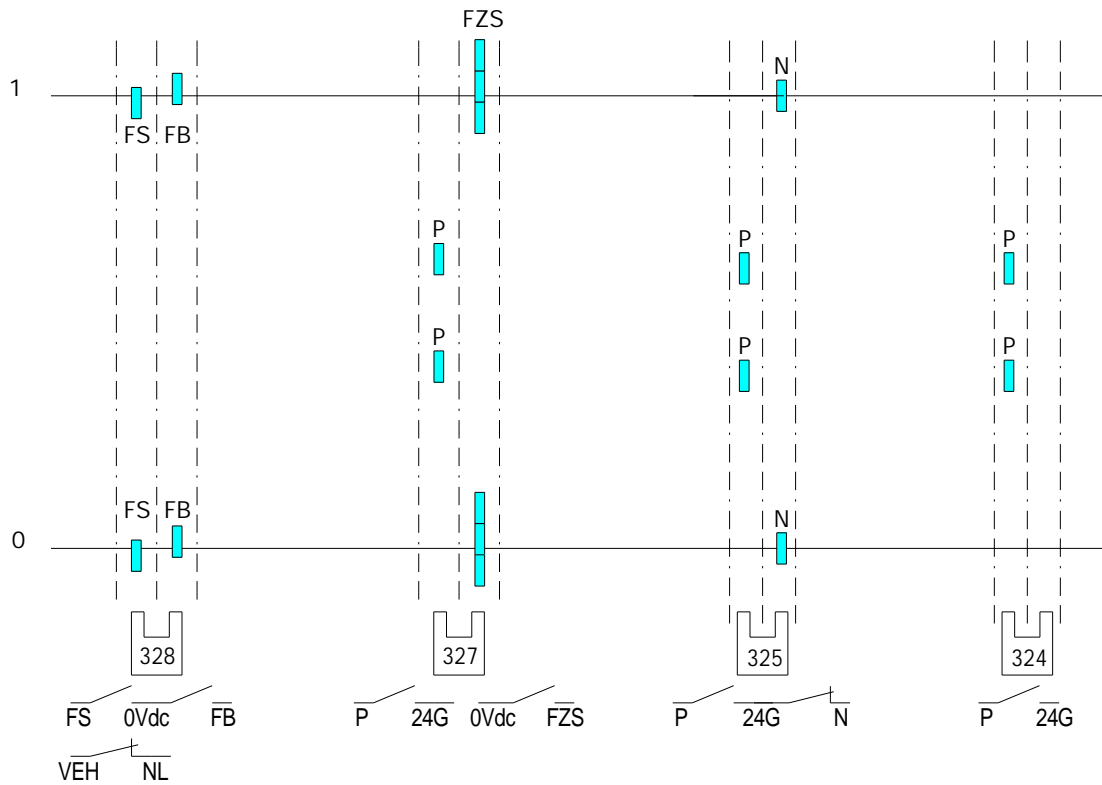 FZS
1
N
FS FB
P
P P
P
P P
FS FB
N
0
328 327 325 324
FS 0Vdc FB P 24G 0Vdc FZS P 24G N P 24G
VEH NL